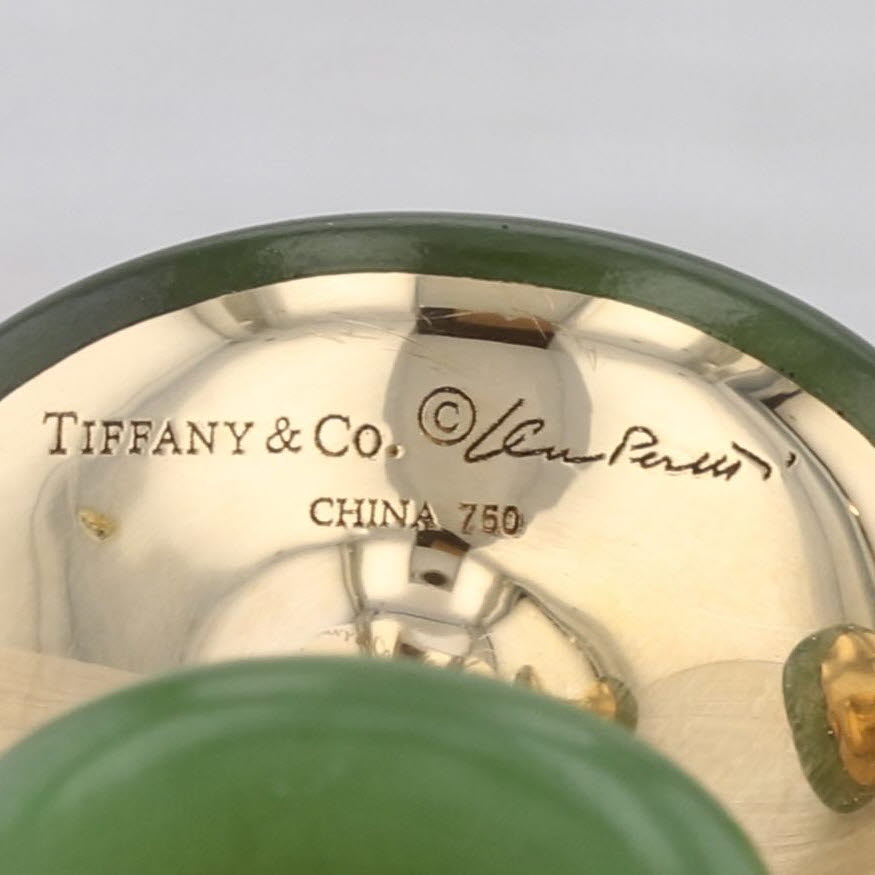 TIFFANY & CO. © Elsa Peretti
CHINA 750